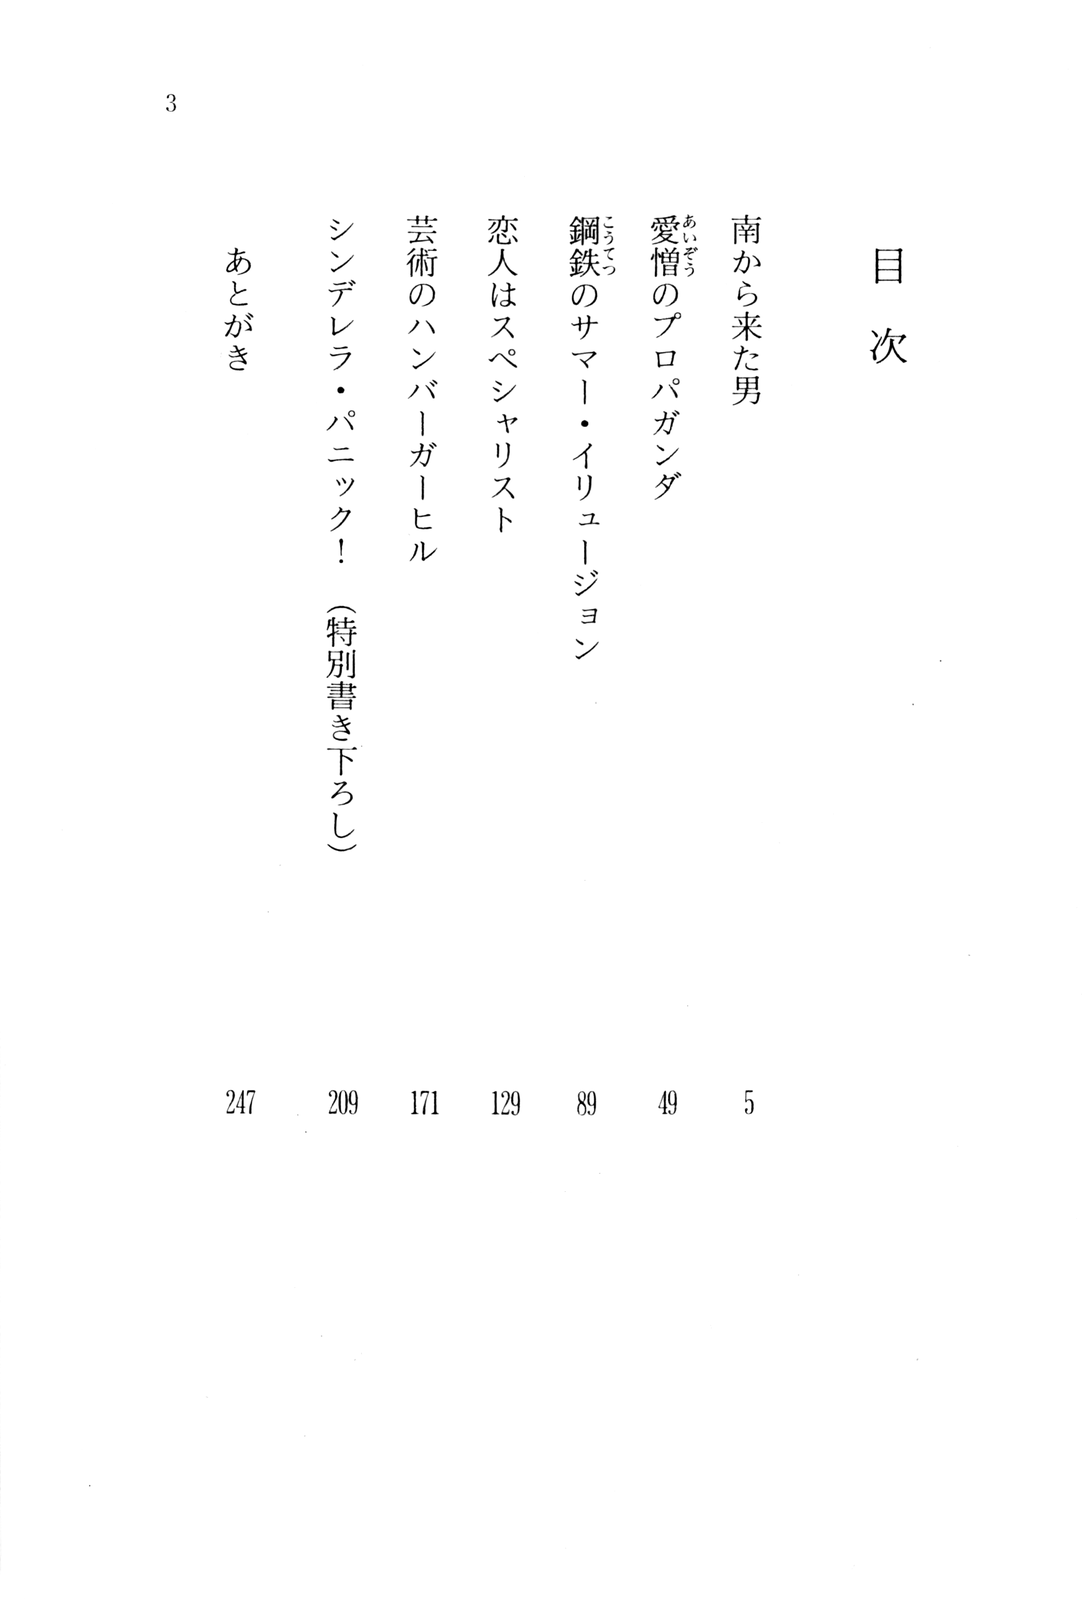 3
目次
南から来た男 5
愛憎のプロパガンダ 49
あいぞう
鋼鉄のサマー・イリュージョン 89
こうてつ
恋人はスペシャリスト 129
芸術のハンバーガーヒル 171
シンデレラ・パニック！（特別書き下ろし） 209
あとがき 247